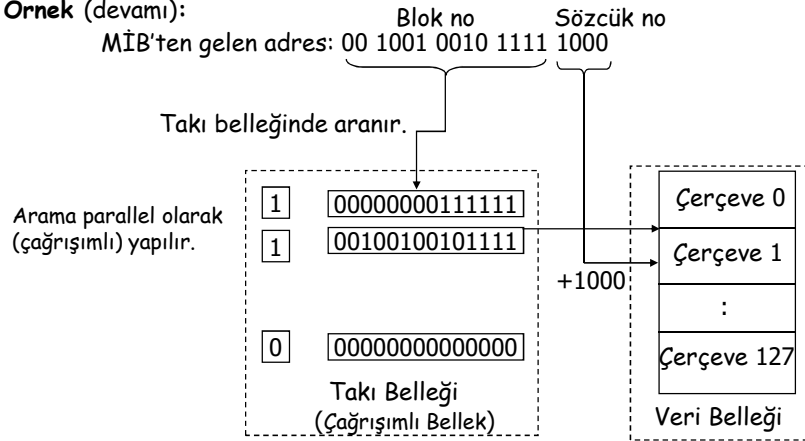 Örnek (devamı):
Blok no Sözcük no
MİB'ten gelen adres: 00 1001 0010 1111 1000
Takı belleğinde aranır.
Arama parallel olarak
(çağrışımlı) yapılır.
1 00000000111111
1 00100100101111
0 00000000000000
Takı Belleği
(Çağrışımlı Bellek)
+1000
Çerçeve 0
Çerçeve 1
:
Çerçeve 127
Veri Belleği